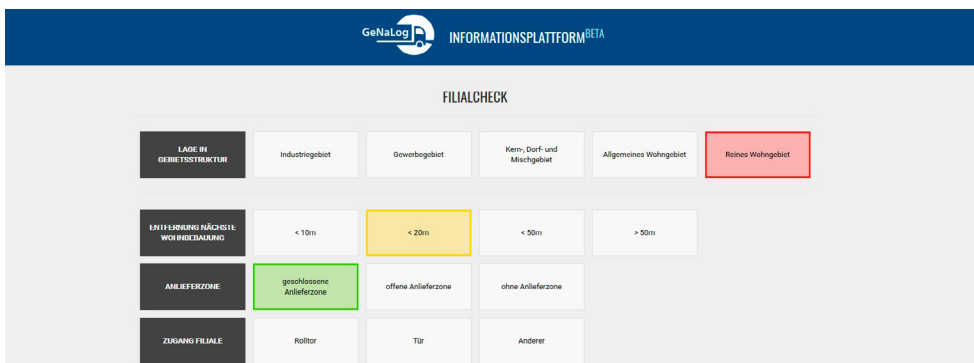 GeNaLog INFORMATIONSPLATTFORM BETA
FILIALCHECK
LAGE IN
GEBIETSSTRUKTUR
Industriegebiet
Gewerbegebiet
Kern-, Dorf- und
Mischgebiet
Allgemeines Wohngebiet
Reines Wohngebiet
ENTFERNUNG NÄCHSTE
WOHNBEBAUUNG
< 10m
< 20m
< 50m
> 50m
ANLIEFERZONE
geschlossene
Anlieferzone
offene Anlieferzone
ohne Anlieferzone
ZUGANG FILIALE
Rolltor
Tür
Anderer